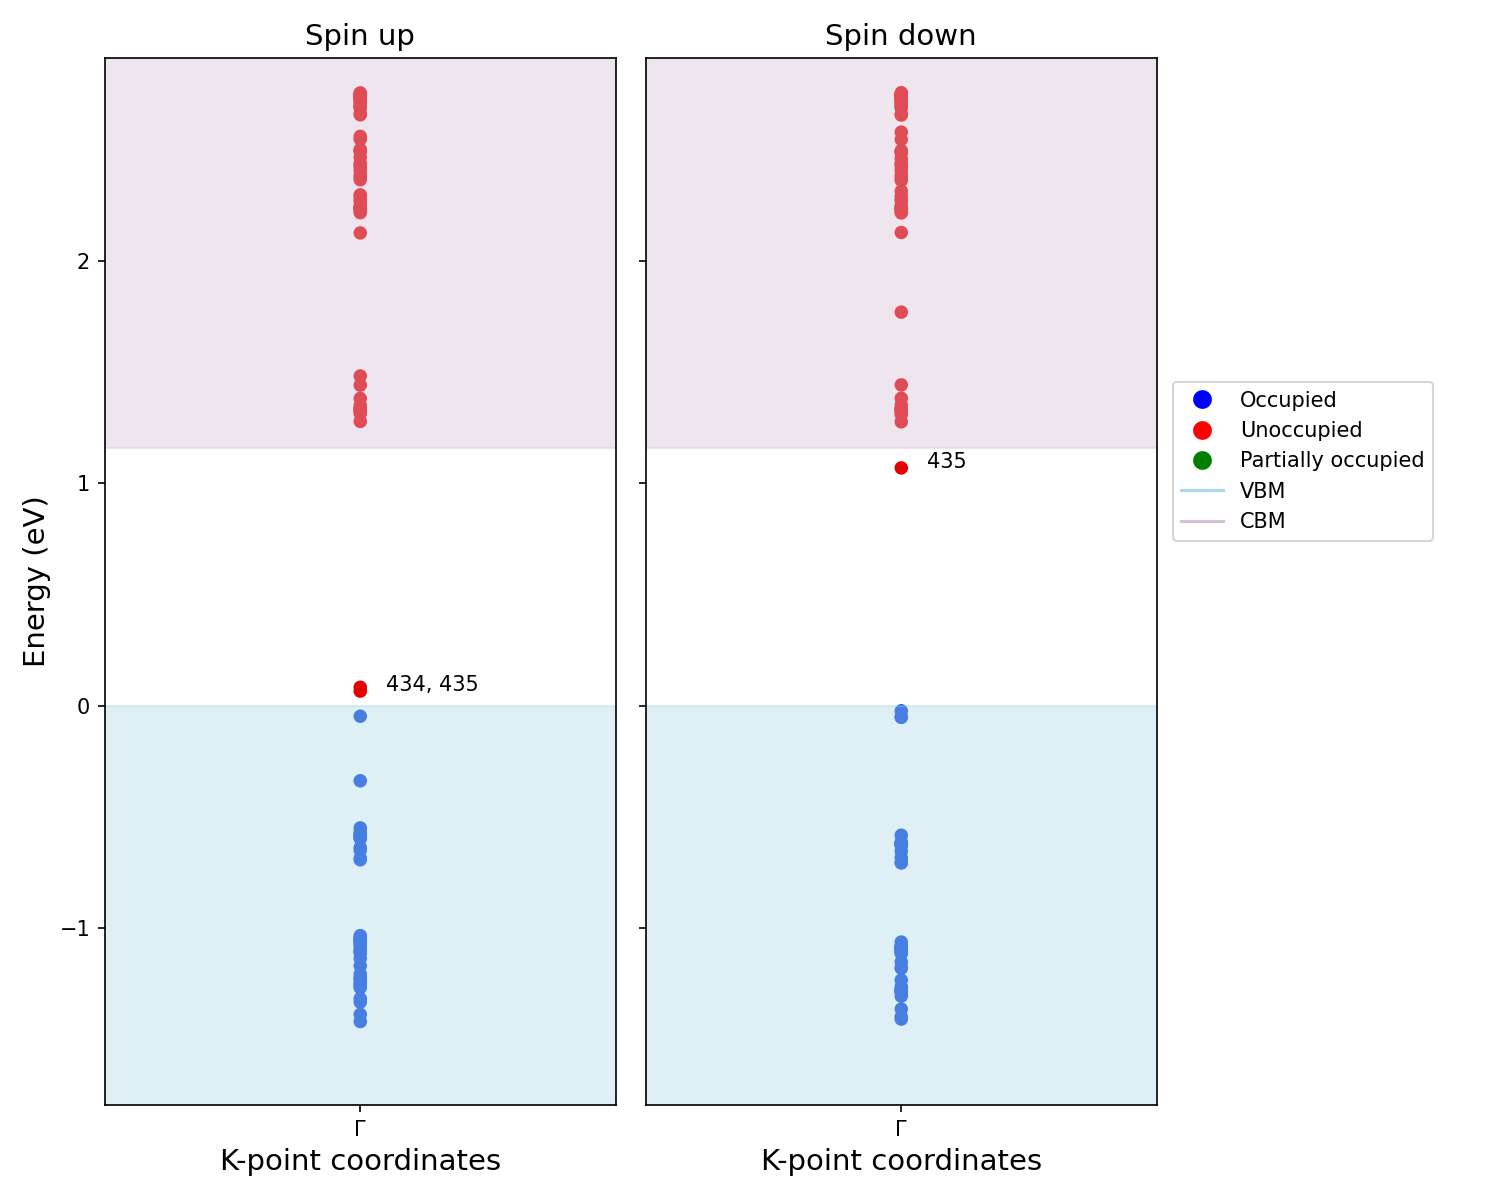 Spin up
Spin down
Energy (eV)
2
1
0
−1
434, 435
435
Γ
Γ
K-point coordinates
K-point coordinates
Occupied
Unoccupied
Partially occupied
VBM
CBM